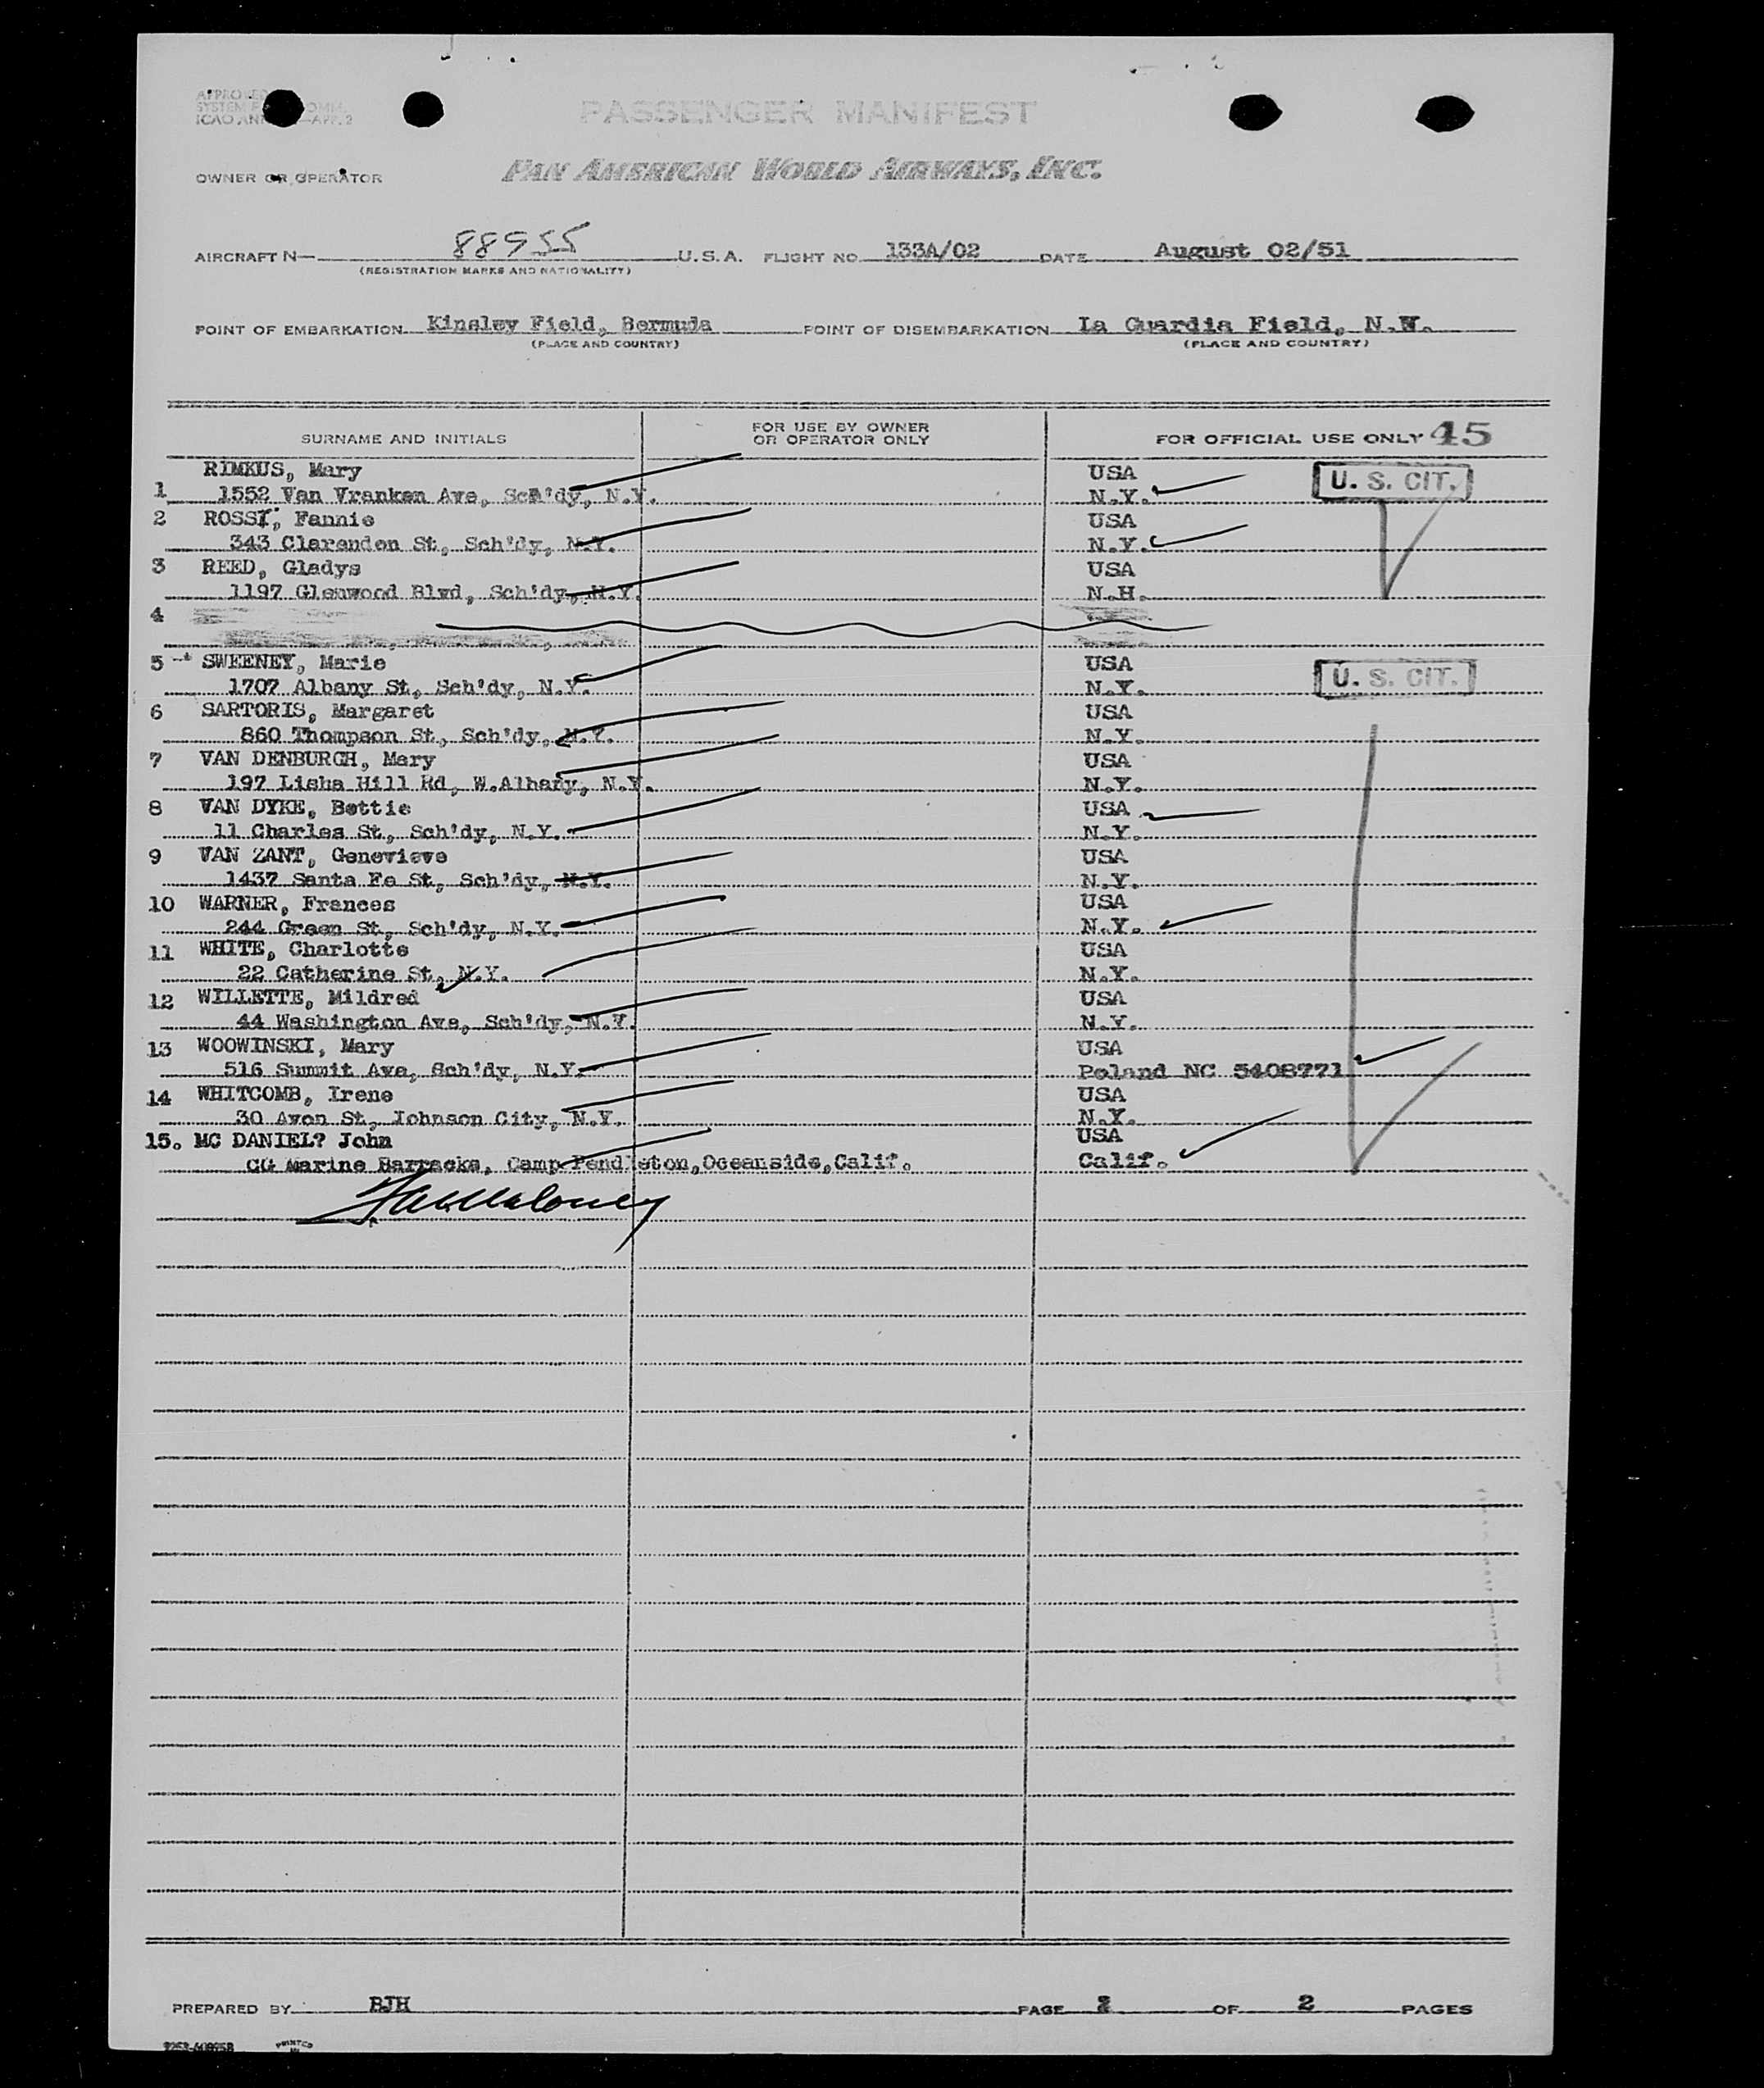 PASSENGER MANIFEST
OWNER OR OPERATOR PAN AMERICAN WORLD AIRWAYS, INC.
AIRCRAFT N— 88955 U.S.A. FLIGHT NO. 133A/02 DATE August 02/51
(REGISTRATION MARKS AND NATIONALITY)
POINT OF EMBARKATION Kinsley Field, Bermuda POINT OF DISEMBARKATION La Guardia Field, N.Y.
(PLACE AND COUNTRY) (PLACE AND COUNTRY)
SURNAME AND INITIALS FOR USE BY OWNER OR OPERATOR ONLY FOR OFFICIAL USE ONLY 45
RIMKUS, Mary USA U. S. CIT.
1 1552 Van Vranken Ave, Sch'dy, N.Y. N.Y.
2 ROSSI, Fannie USA
343 Clarendon St, Sch'dy, N.Y. N.Y.
3 REED, Gladys USA
1197 Glenwood Blvd, Sch'dy, N.Y. N.H.
4
5 SWEENEY, Marie USA U. S. CIT.
1707 Albany St, Sch'dy, N.Y. N.Y.
6 SARTORIS, Margaret USA
860 Thompson St, Sch'dy, N.Y. N.Y.
7 VAN DENBURGH, Mary USA
197 Lisha Hill Rd, W.Albany, N.Y. N.Y.
8 VAN DYKE, Bettie USA
11 Charles St, Sch'dy, N.Y. N.Y.
9 VAN ZANT, Genevieve USA
1437 Santa Fe St, Sch'dy, N.Y. N.Y.
10 WARNER, Frances USA
244 Green St, Sch'dy, N.Y. N.Y.
11 WHITE, Charlotte USA
22 Catherine St, N.Y. N.Y.
12 WILLETTE, Mildred USA
44 Washington Ave, Sch'dy, N.Y. N.Y.
13 WOOWINSKI, Mary USA
516 Summit Ave, Sch'dy, N.Y. Poland NC 5408771
14 WHITCOMB, Irene USA
30 Avon St, Johnson City, N.Y. N.Y.
15. MC DANIEL? John USA
CG Marine Barracks, Camp Pendleton,Oceanside,Calif. Calif.
PREPARED BY BJH PAGE 2 OF 2 PAGES
PRINTED